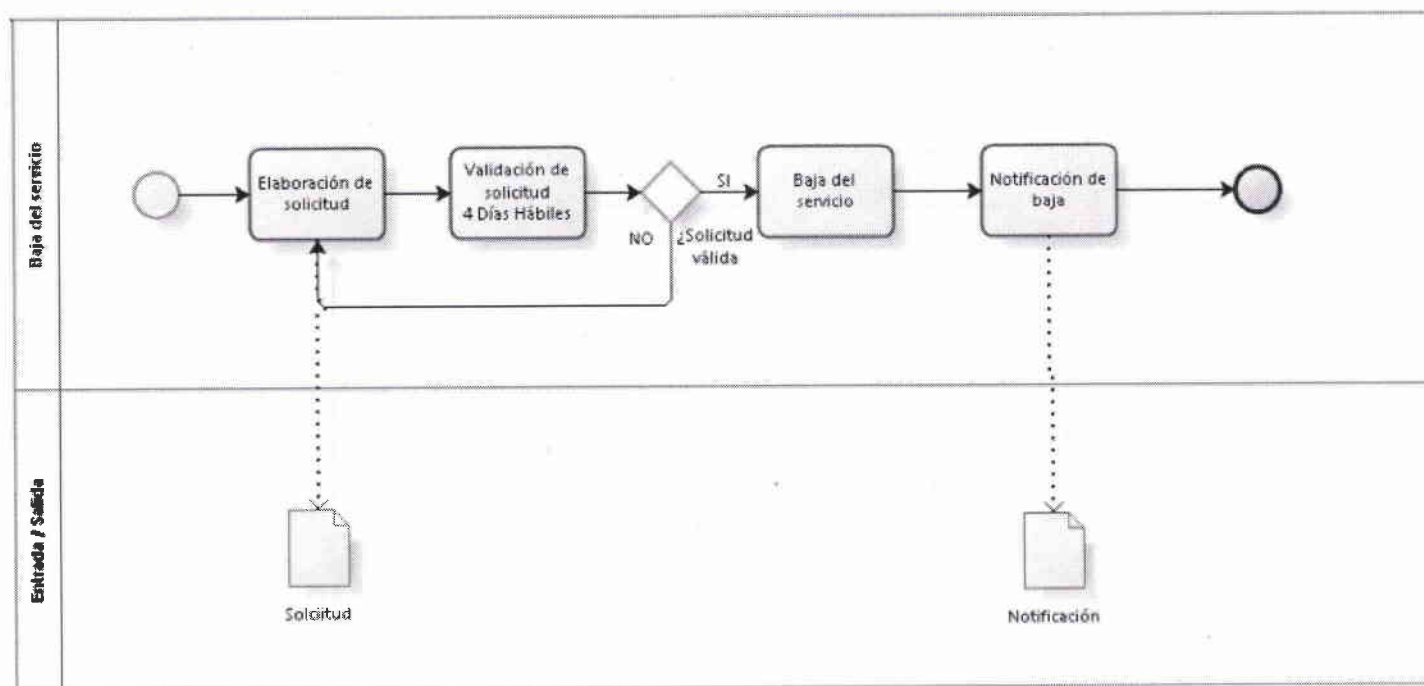 Baja del servicio
Elaboración de
solicitud
Validación de
solicitud
4 Días Hábiles
SI
NO
¿Solicitud
válida
Baja del
servicio
Notificación de
baja
Entrada / Salida
Solciitud
Notificación